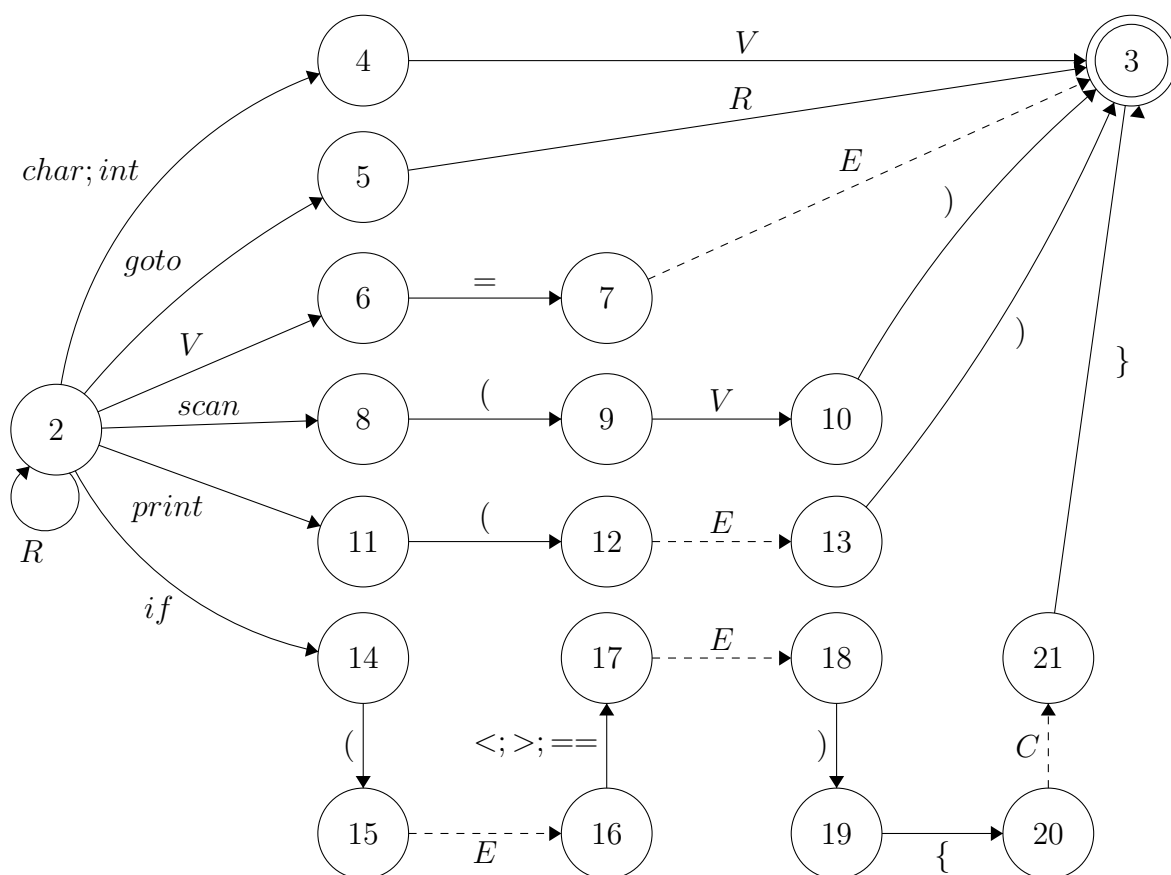 4 V 3
R
char; int 5
E
goto )
6 = 7
V
)
}
scan ( V
2 8 9 10
print ( E
R 11 12 13
if
14 17 E 18 21
( <; >; == ) C
15 E 16 19 { 20